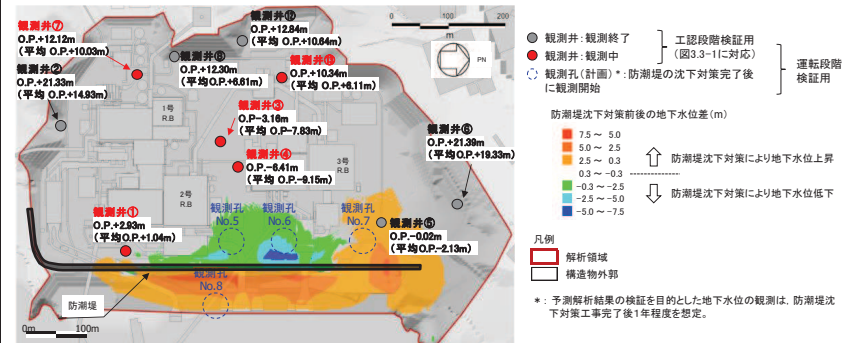 観測井⑦
O.P.+12.12m
(平均 O.P.+10.03m)
観測井②
O.P.+21.33m
(平均 O.P.+14.93m)
観測井⑫
O.P.+12.84m
(平均 O.P.+10.64m)
観測井⑧
O.P.+12.30m
(平均 O.P.+6.61m)
観測井⑬
O.P.+10.34m
(平均 O.P.+6.11m)
観測井③
O.P-3.16m
(平均 O.P-7.83m)
観測井④
O.P.-6.41m
(平均 O.P-9.15m)
観測井⑥
O.P.+21.39m
(平均O.P.+19.33m)
観測井①
O.P.+2.93m
(平均O.P.+1.04m)
観測井⑤
O.P.-0.02m
(平均O.P.-2.13m)
1号
R.B
2号
R.B
3号
R.B
観測孔
No.5
観測孔
No.6
観測孔
No.7
観測孔
No.8
防潮堤
0m 100m
0 100 200
m
PN
観測井:観測終了
観測井:観測中
工認段階検証用
(図3.3-1に対応)
観測孔(計画)*:防潮堤の沈下対策完了後
に観測開始
運転段階
検証用
防潮堤沈下対策前後の地下水位差(m)
7.5 ~ 5.0
5.0 ~ 2.5
2.5 ~ 0.3
0.3 ~ -0.3
-0.3 ~ -2.5
-2.5 ~ -5.0
-5.0 ~ -7.5
防潮堤沈下対策により地下水位上昇
防潮堤沈下対策により地下水位低下
凡例
解析領域
構造物外郭
*: 予測解析結果の検証を目的とした地下水位の観測は,防潮堤沈
下対策工事完了後1年程度を想定。